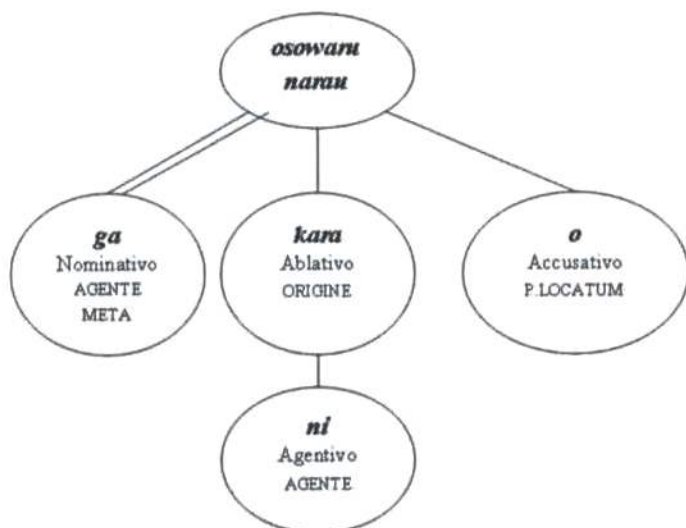 osowaru
narau
ga
Nominativo
AGENTE
META
kara
Ablativo
ORIGINE
o
Accusativo
P.LOCATUM
ni
Agentivo
AGENTE